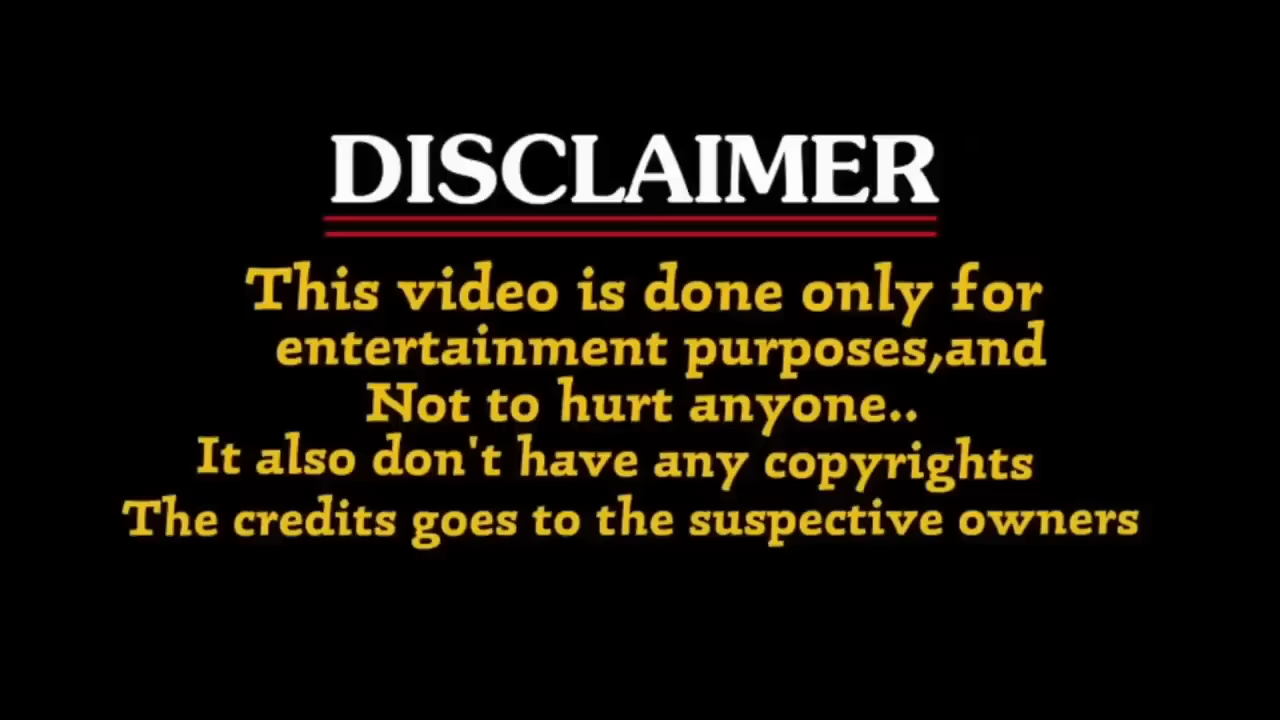 DISCLAIMER
This video is done only for
entertainment purposes,and
Not to hurt anyone..
It also don't have any copyrights
The credits goes to the suspective owners